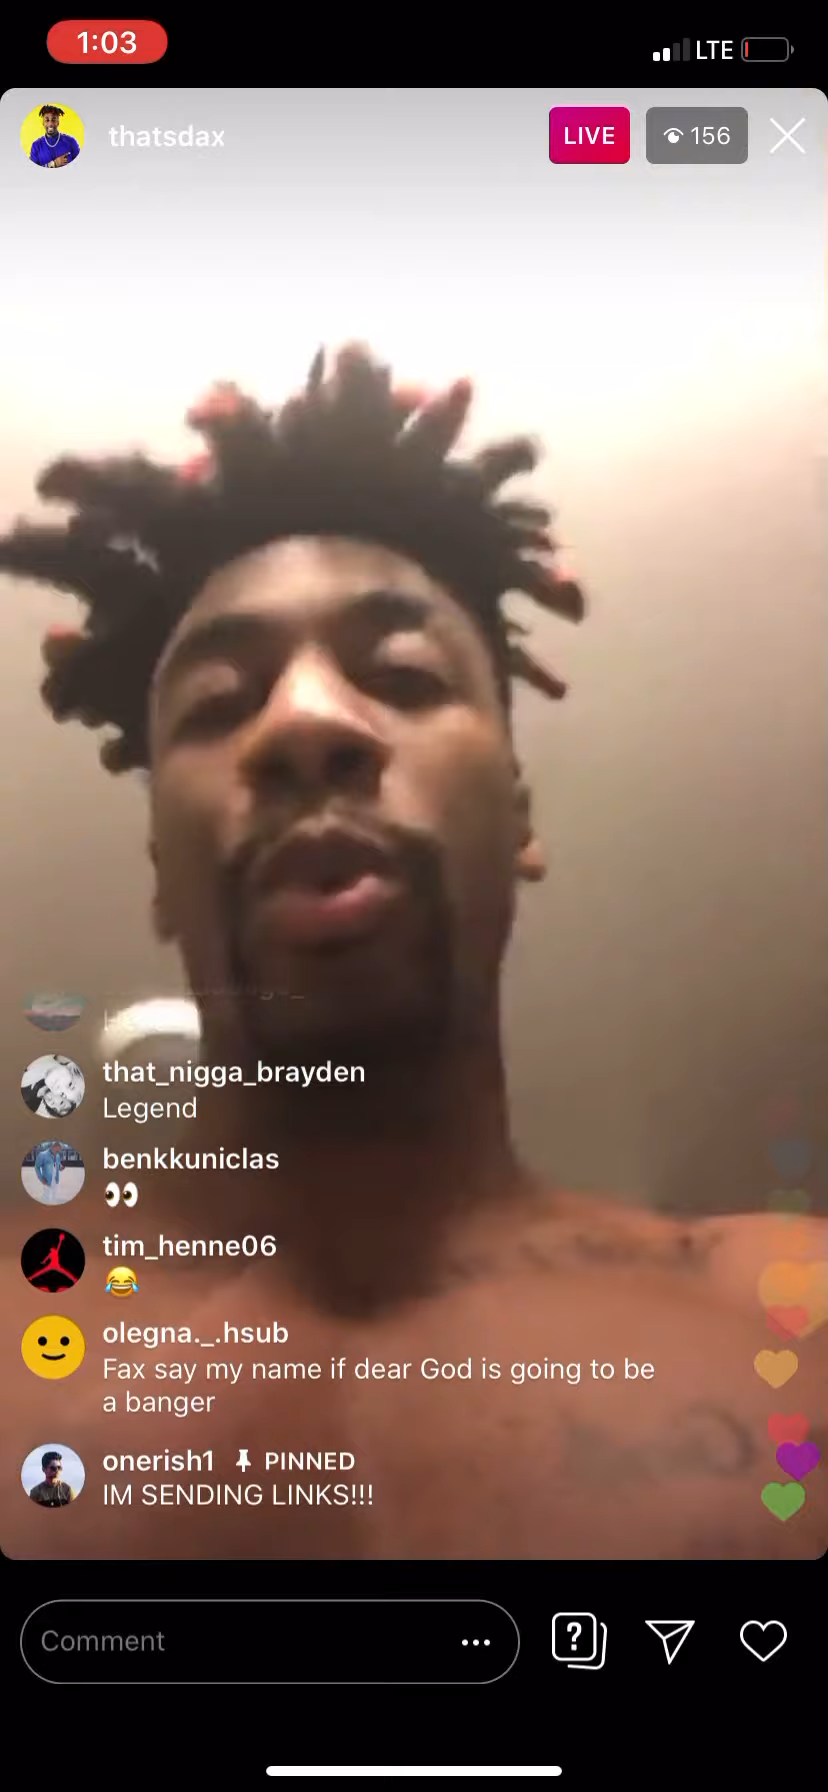 1:03
LTE
thatsdax
LIVE
156
that_nigga_brayden
Legend
benkkuniclas
tim_henne06
olegna._.hsub
Fax say my name if dear God is going to be
a banger
onerish1 PINNED
IM SENDING LINKS!!!
Comment